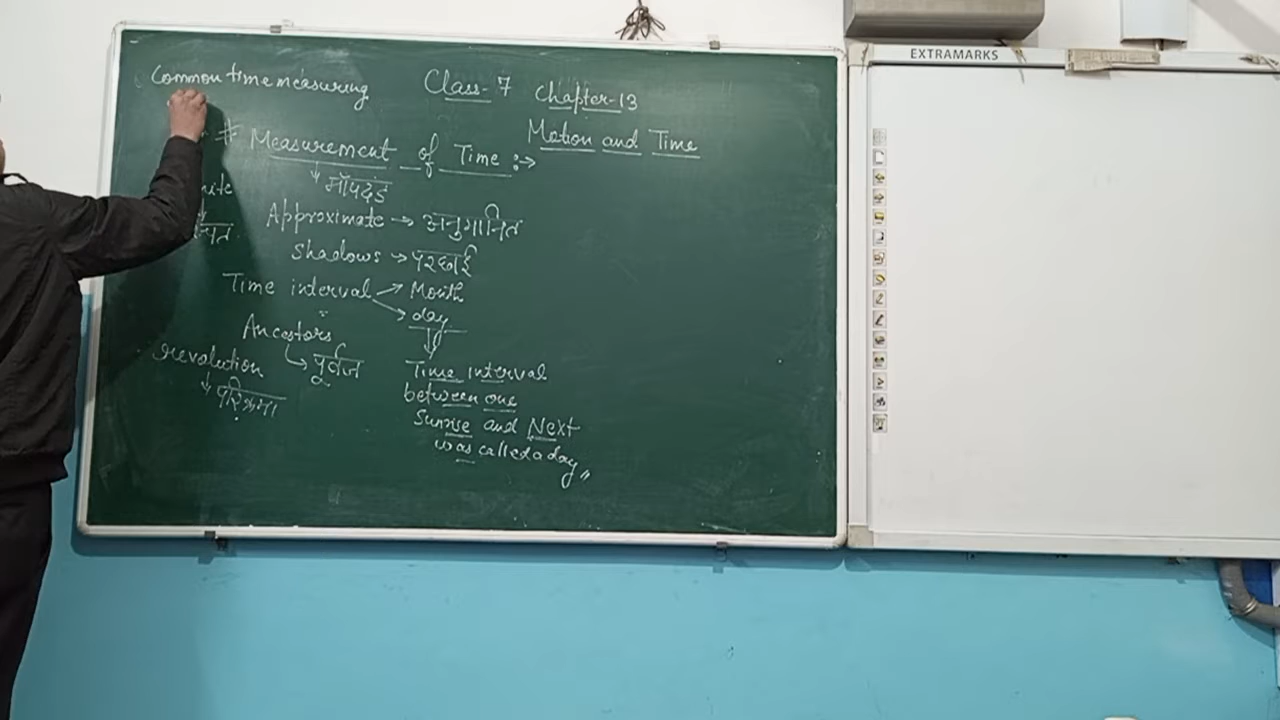 EXTRAMARKS
Common time measuring
Class-7 Chapter-13
Motion and Time
# Measurement of Time :→
↓ मॉपदंड
Approximate → अनुमानित
Shadows → परछाई
Time interval → Month
→ day
Ancestors
↳ पूर्वज
revolution
↓ परिक्रमा
Time interval
between one
Sunrise and Next
was called a day,,